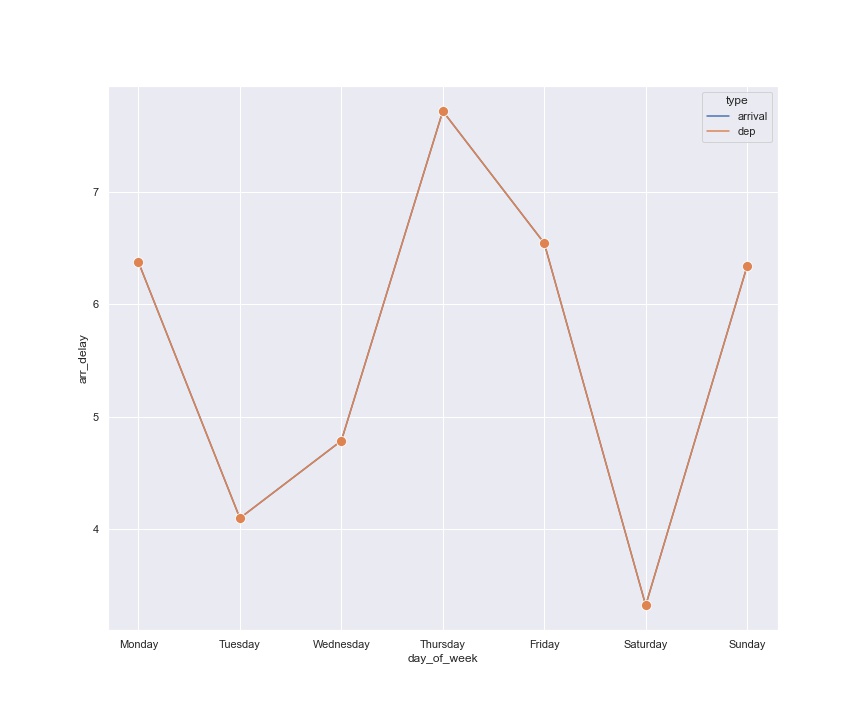 type
arrival
dep
7
6
5
4
arr_delay
Monday Tuesday Wednesday Thursday Friday Saturday Sunday
day_of_week